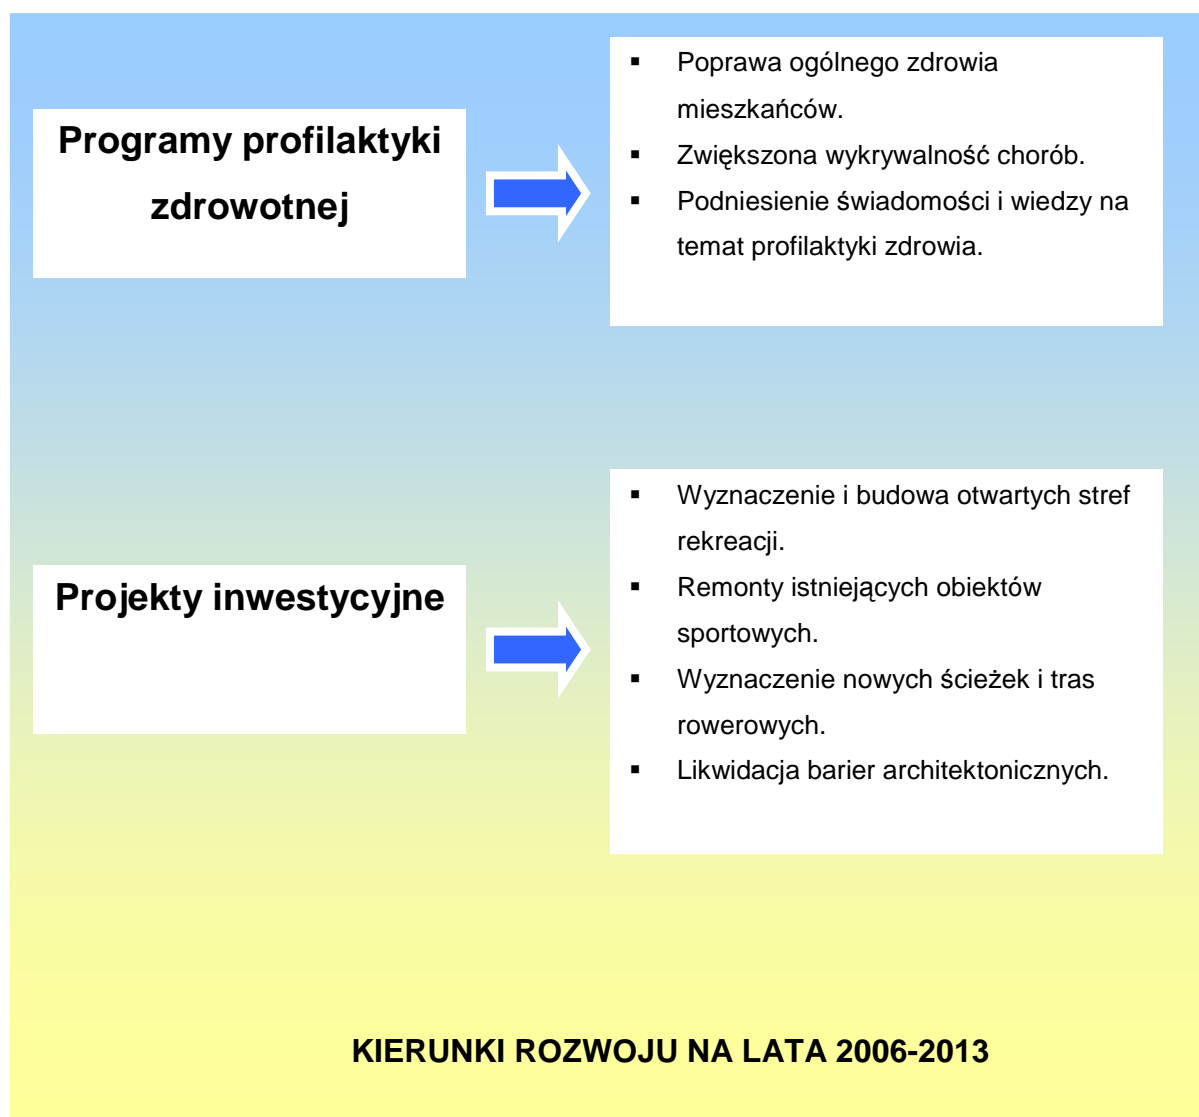 Programy profilaktyki
zdrowotnej
▪ Poprawa ogólnego zdrowia
mieszkańców.
▪ Zwiększona wykrywalność chorób.
▪ Podniesienie świadomości i wiedzy na
temat profilaktyki zdrowia.
Projekty inwestycyjne
▪ Wyznaczenie i budowa otwartych stref
rekreacji.
▪ Remonty istniejących obiektów
sportowych.
▪ Wyznaczenie nowych ścieżek i tras
rowerowych.
▪ Likwidacja barier architektonicznych.
KIERUNKI ROZWOJU NA LATA 2006-2013